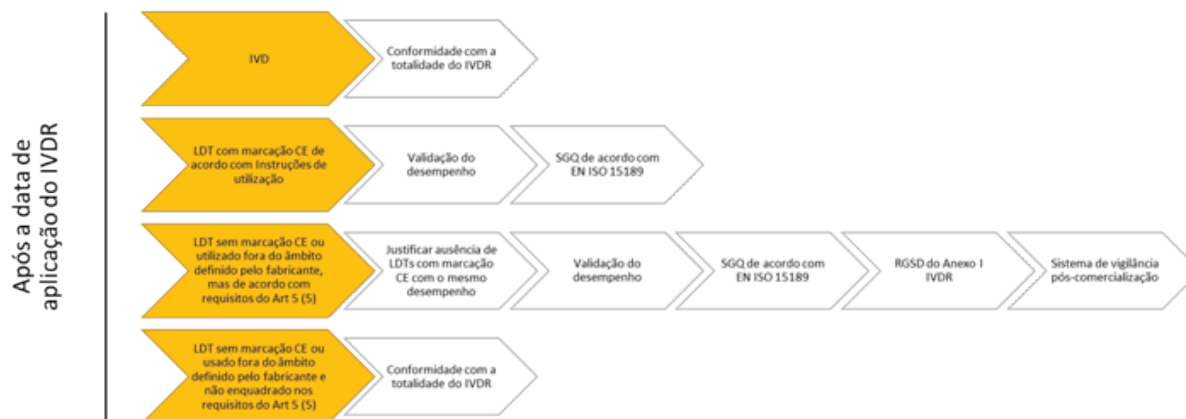 Após a data de
aplicação do IVDR
IVD
Conformidade com a
totalidade do IVDR
LDT com marcação CE de
acordo com Instruções de
utilização
Validação do
desempenho
SGQ de acordo com
EN ISO 15189
LDT sem marcação CE ou
utilizado fora do âmbito
definido pelo fabricante,
mas de acordo com
requisitos do Art 5 (5)
Justificar ausência de
LDTs com marcação
CE com o mesmo
desempenho
Validação do
desempenho
SGQ de acordo com
EN ISO 15189
RGSD do Anexo I
IVDR
Sistema de vigilância
pós-comercialização
LDT sem marcação CE ou
usado fora do âmbito
definido pelo fabricante e
não enquadrado nos
requisitos do Art 5 (5)
Conformidade com a
totalidade do IVDR